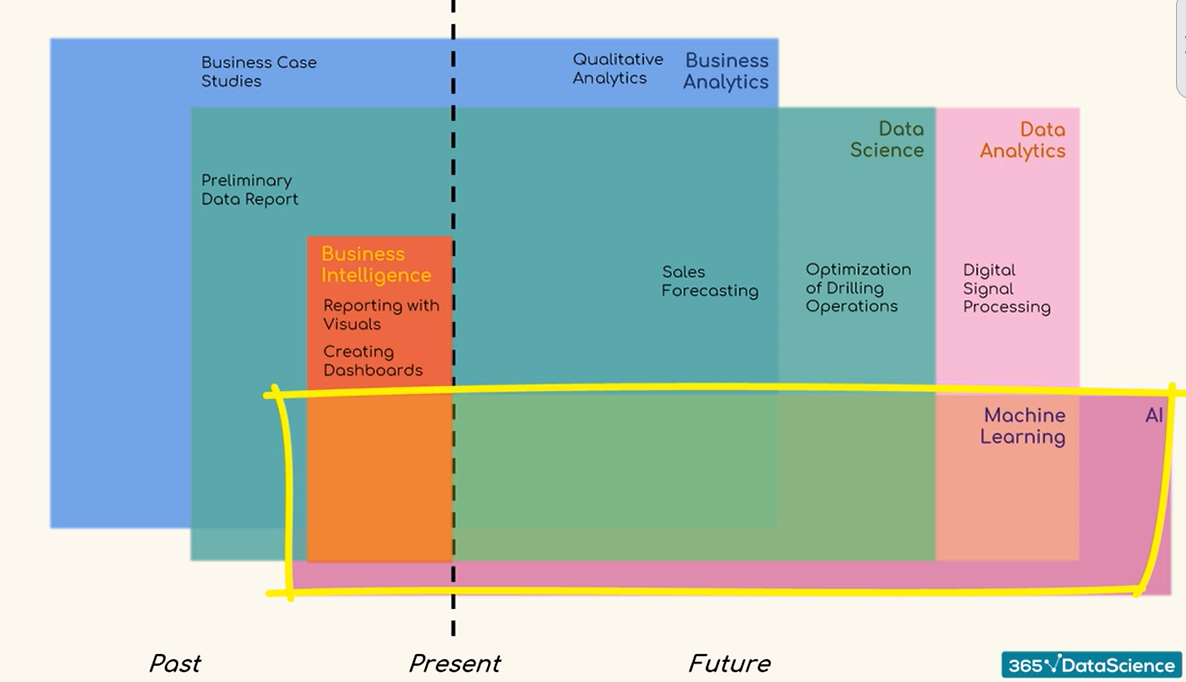 Business Case
Studies
Qualitative
Analytics
Business
Analytics
Data
Science
Data
Analytics
Preliminary
Data Report
Business
Intelligence
Reporting with
Visuals
Creating
Dashboards
Sales
Forecasting
Optimization
of Drilling
Operations
Digital
Signal
Processing
Machine
Learning
AI
Past
Present
Future
365 DataScience